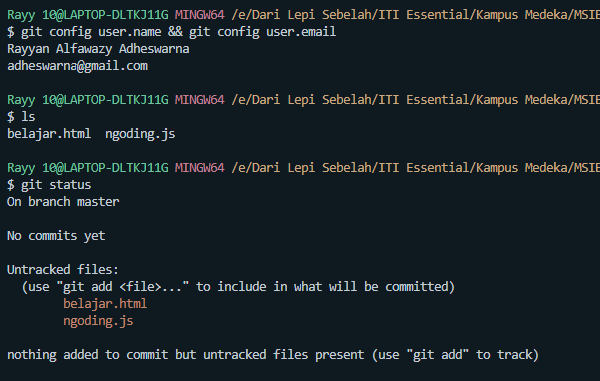 Rayy 10@LAPTOP-DLTKJ11G MINGW64 /e/Dari Lepi Sebelah/ITI Essential/Kampus Medeka/MSIB
$ git config user.name && git config user.email
Rayyan Alfawazy Adheswarna
adheswarna@gmail.com
Rayy 10@LAPTOP-DLTKJ11G MINGW64 /e/Dari Lepi Sebelah/ITI Essential/Kampus Medeka/MSIB
$ ls
belajar.html  ngoding.js
Rayy 10@LAPTOP-DLTKJ11G MINGW64 /e/Dari Lepi Sebelah/ITI Essential/Kampus Medeka/MSIB
$ git status
On branch master
No commits yet
Untracked files:
  (use "git add <file>..." to include in what will be committed)
        belajar.html
        ngoding.js
nothing added to commit but untracked files present (use "git add" to track)